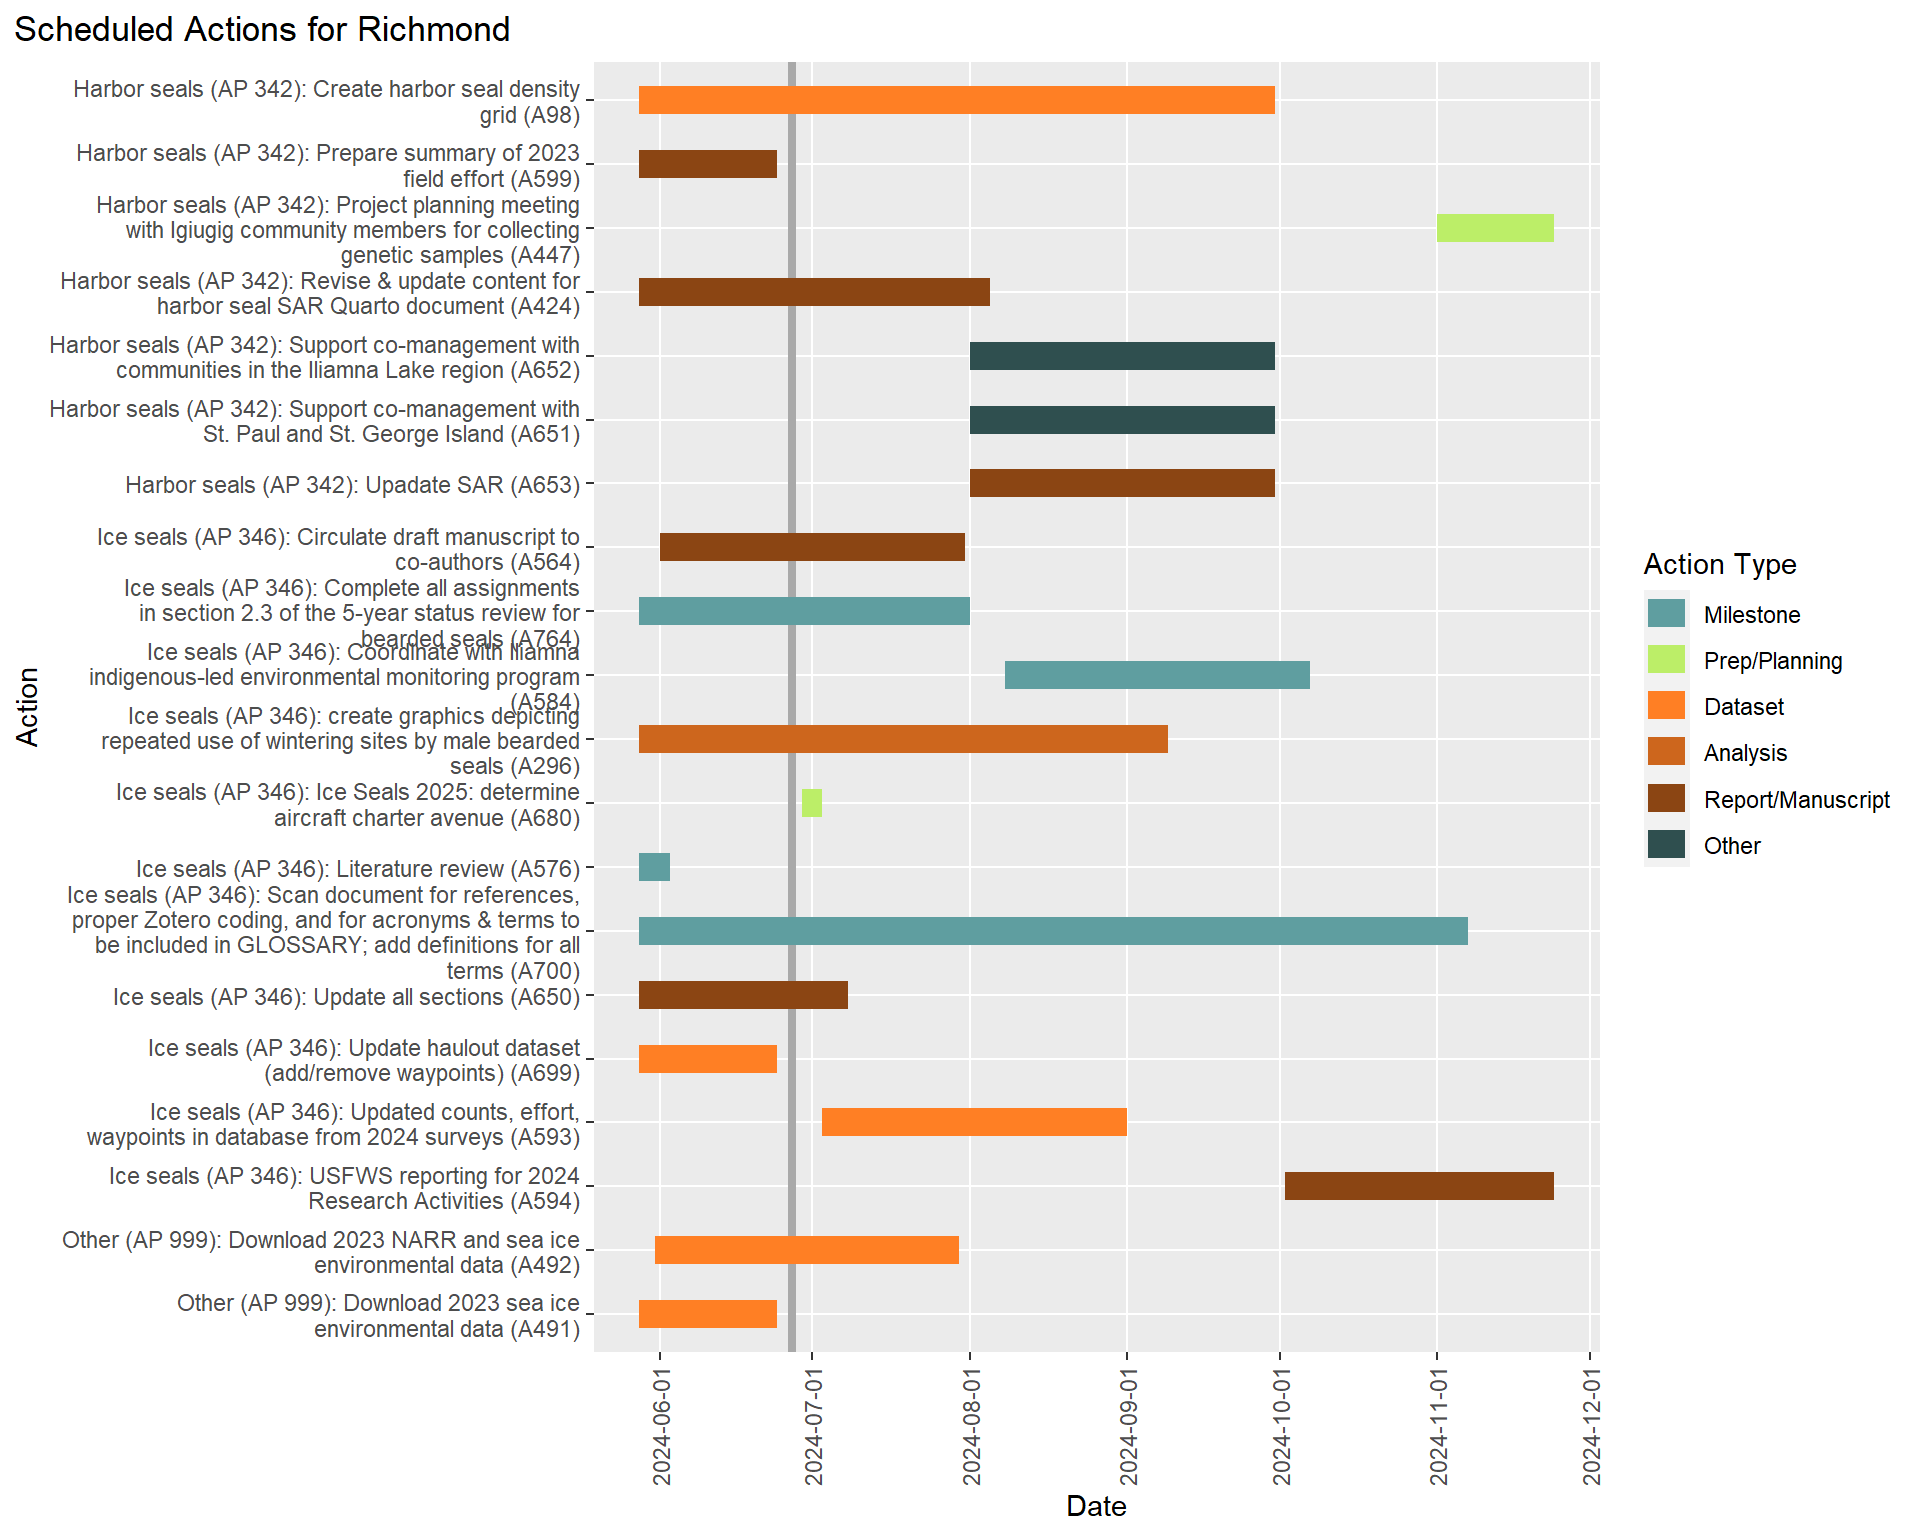 Scheduled Actions for Richmond
Harbor seals (AP 342): Create harbor seal density
grid (A98)
Harbor seals (AP 342): Prepare summary of 2023
field effort (A599)
Harbor seals (AP 342): Project planning meeting
with Igiugig community members for collecting
genetic samples (A447)
Harbor seals (AP 342): Revise & update content for
harbor seal SAR Quarto document (A424)
Harbor seals (AP 342): Support co-management with
communities in the Iliamna Lake region (A652)
Harbor seals (AP 342): Support co-management with
St. Paul and St. George Island (A651)
Harbor seals (AP 342): Upadate SAR (A653)
Ice seals (AP 346): Circulate draft manuscript to
co-authors (A564)
Ice seals (AP 346): Complete all assignments
in section 2.3 of the 5-year status review for
bearded seals (A764)
Ice seals (AP 346): Coordinate with Iliamna
indigenous-led environmental monitoring program
(A584)
Ice seals (AP 346): create graphics depicting
repeated use of wintering sites by male bearded
seals (A296)
Ice seals (AP 346): Ice Seals 2025: determine
aircraft charter avenue (A680)
Ice seals (AP 346): Literature review (A576)
Ice seals (AP 346): Scan document for references,
proper Zotero coding, and for acronyms & terms to
be included in GLOSSARY; add definitions for all
terms (A700)
Ice seals (AP 346): Update all sections (A650)
Ice seals (AP 346): Update haulout dataset
(add/remove waypoints) (A699)
Ice seals (AP 346): Updated counts, effort,
waypoints in database from 2024 surveys (A593)
Ice seals (AP 346): USFWS reporting for 2024
Research Activities (A594)
Other (AP 999): Download 2023 NARR and sea ice
environmental data (A492)
Other (AP 999): Download 2023 sea ice
environmental data (A491)
Action
2024-06-01
2024-07-01
2024-08-01
2024-09-01
2024-10-01
2024-11-01
2024-12-01
Date
Action Type
Milestone
Prep/Planning
Dataset
Analysis
Report/Manuscript
Other